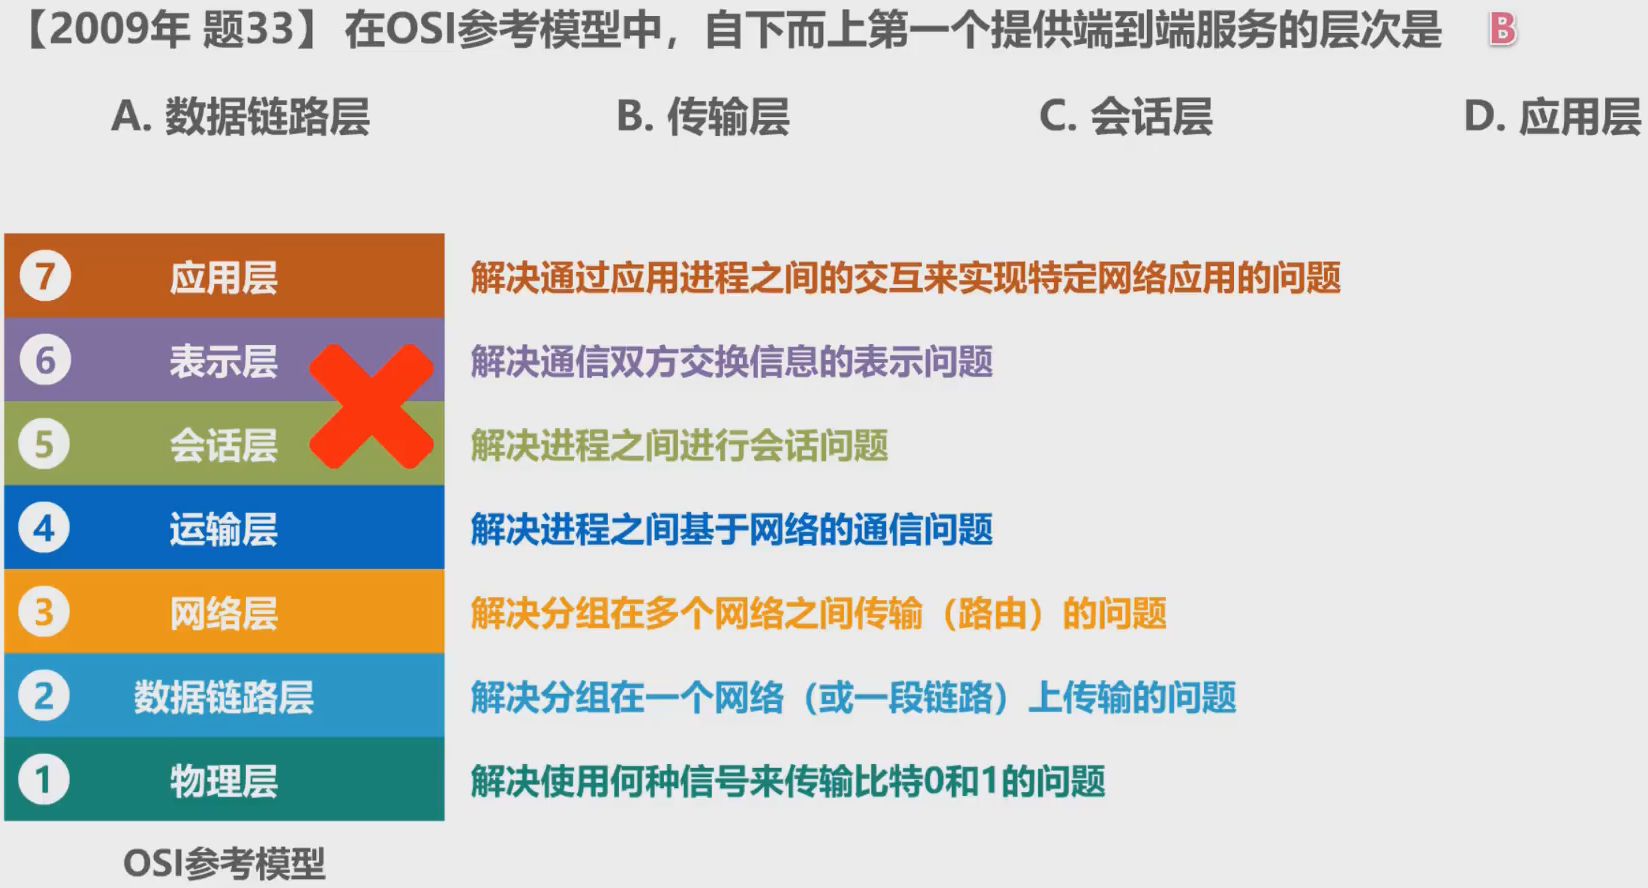 【2009年 题33】在OSI参考模型中，自下而上第一个提供端到端服务的层次是 B
A. 数据链路层 B. 传输层 C. 会话层 D. 应用层
7 应用层 解决通过应用进程之间的交互来实现特定网络应用的问题
6 表示层 解决通信双方交换信息的表示问题
5 会话层 解决进程之间进行会话问题
4 运输层 解决进程之间基于网络的通信问题
3 网络层 解决分组在多个网络之间传输（路由）的问题
2 数据链路层 解决分组在一个网络（或一段链路）上传输的问题
1 物理层 解决使用何种信号来传输比特0和1的问题
OSI参考模型